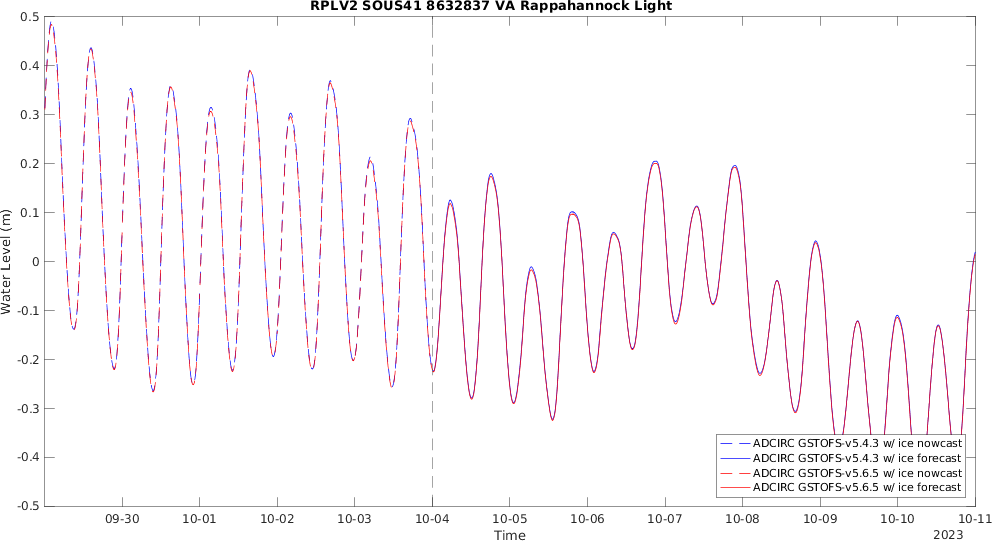 RPLV2 SOUS41 8632837 VA Rappahannock Light
0.5
0.4
0.3
0.2
0.1
0
-0.1
-0.2
-0.3
-0.4
-0.5
Water Level (m)
ADCIRC GSTOFS-v5.4.3 w/ ice nowcast
ADCIRC GSTOFS-v5.4.3 w/ ice forecast
ADCIRC GSTOFS-v5.6.5 w/ ice nowcast
ADCIRC GSTOFS-v5.6.5 w/ ice forecast
09-30 10-01 10-02 10-03 10-04 10-05 10-06 10-07 10-08 10-09 10-10 10-11
Time
2023